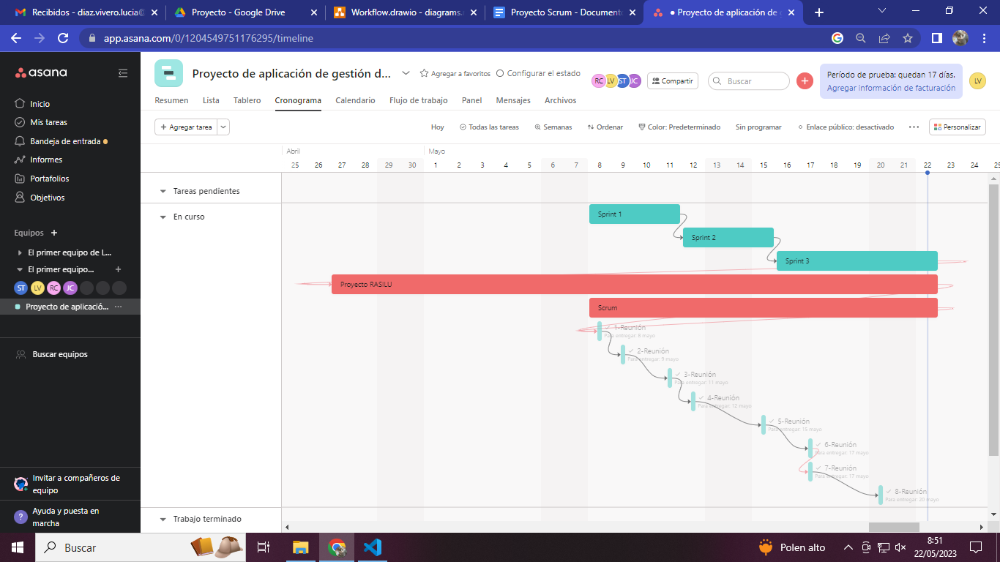 Recibidos - diaz.vivero.lucia@
Proyecto - Google Drive
Workflow.drawio - diagrams.
Proyecto Scrum - Document
• Proyecto de aplicación de g
app.asana.com/0/1204549751176295/timeline
asana
Inicio
Mis tareas
Bandeja de entrada
Informes
Portafolios
Objetivos
Equipos +
El primer equipo de L...
El primer equipo... +
ST LV RC JC
Proyecto de aplicació... ...
Buscar equipos
Invitar a compañeros de
equipo
? Ayuda y puesta en
marcha
Proyecto de aplicación de gestión d...
Agregar a favoritos
Configurar el estado
RC LV ST JC
Compartir
Buscar
Período de prueba: quedan 17 días.
Agregar información de facturación
LV
Resumen Lista Tablero Cronograma Calendario Flujo de trabajo Panel Mensajes Archivos
+ Agregar tarea
Hoy
Todas las tareas
Semanas
Ordenar
Color: Predeterminado
Sin programar
Enlace público: desactivado
...
Personalizar
Abril Mayo
25 26 27 28 29 30 1 2 3 4 5 6 7 8 9 10 11 12 13 14 15 16 17 18 19 20 21 22 23 24 25
Tareas pendientes
En curso
Sprint 1
Sprint 2
Sprint 3
Proyecto RASILU
Scrum
1-Reunión
Para entregar: 8 mayo
2-Reunión
Para entregar: 9 mayo
3-Reunión
Para entregar: 11 mayo
4-Reunión
Para entregar: 12 mayo
5-Reunión
Para entregar: 15 mayo
6-Reunión
Para entregar: 17 mayo
7-Reunión
Para entregar: 17 mayo
8-Reunión
Para entregar: 20 mayo
Trabajo terminado
Buscar
Polen alto
8:51
22/05/2023